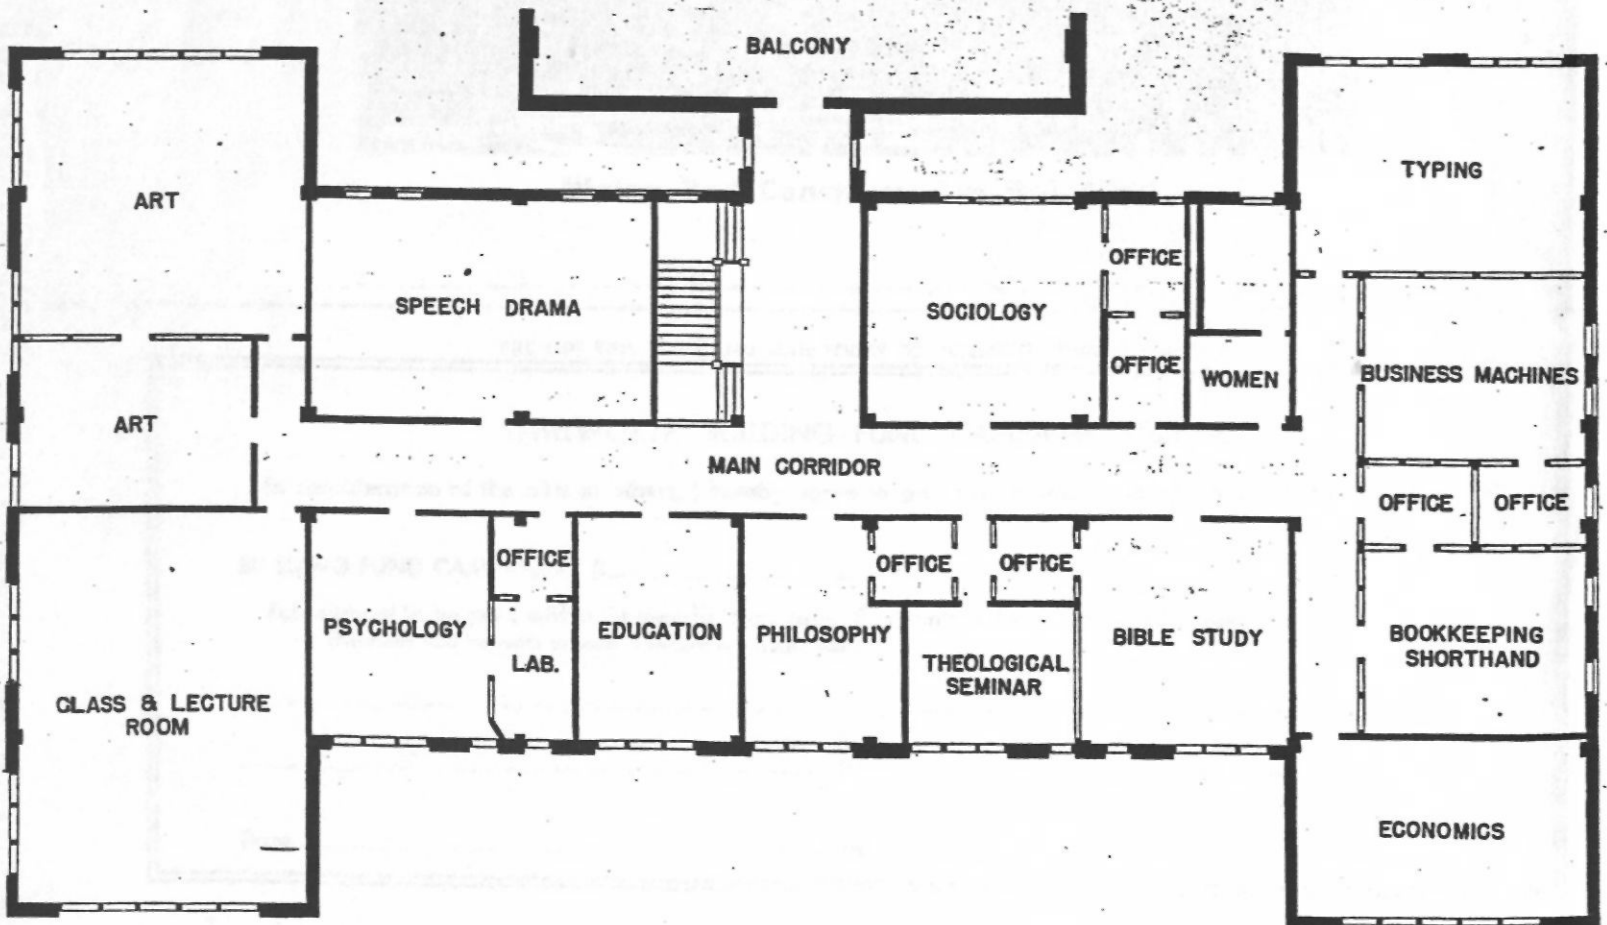 BALCONY
ART
TYPING
SPEECH DRAMA
SOCIOLOGY
OFFICE
OFFICE
WOMEN
BUSINESS MACHINES
ART
MAIN CORRIDOR
OFFICE
OFFICE
PSYCHOLOGY
OFFICE
LAB.
EDUCATION
PHILOSOPHY
OFFICE
OFFICE
THEOLOGICAL
SEMINAR
BIBLE STUDY
BOOKKEEPING
SHORTHAND
CLASS & LECTURE
ROOM
ECONOMICS